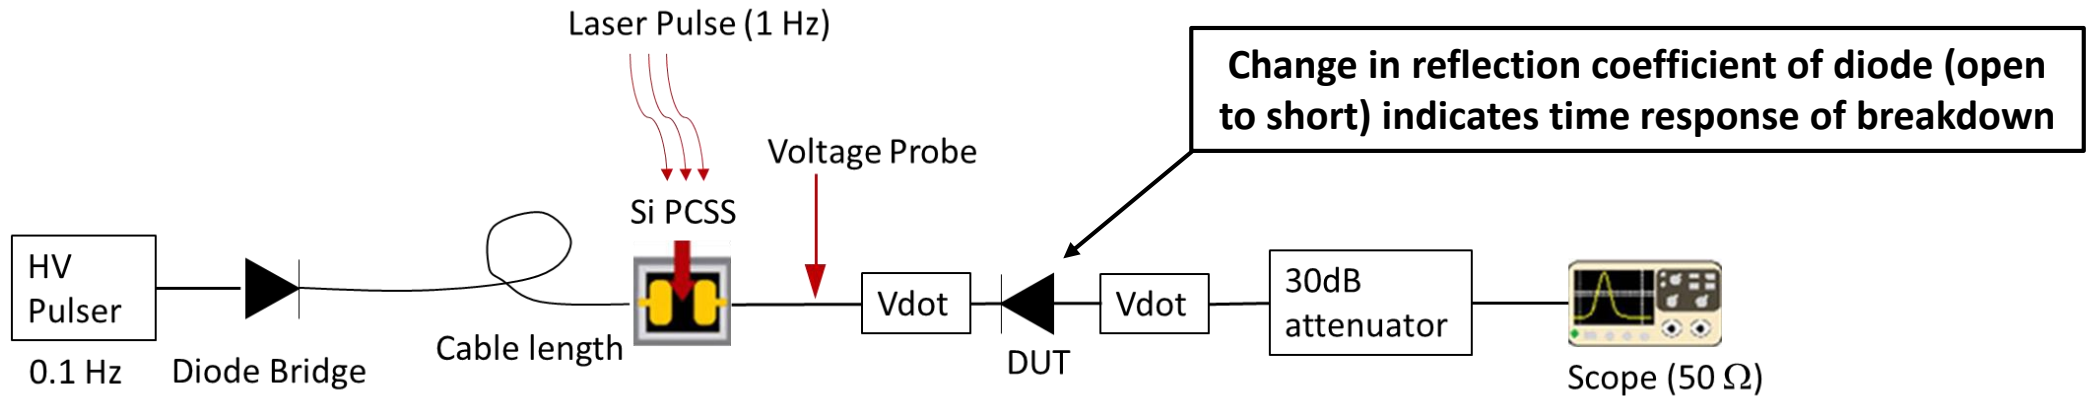 Laser Pulse (1 Hz)
Change in reflection coefficient of diode (open
to short) indicates time response of breakdown
Voltage Probe
Si PCSS
HV
Pulser
0.1 Hz
Diode Bridge
Cable length
Vdot
DUT
Vdot
30dB
attenuator
Scope (50 Ω)